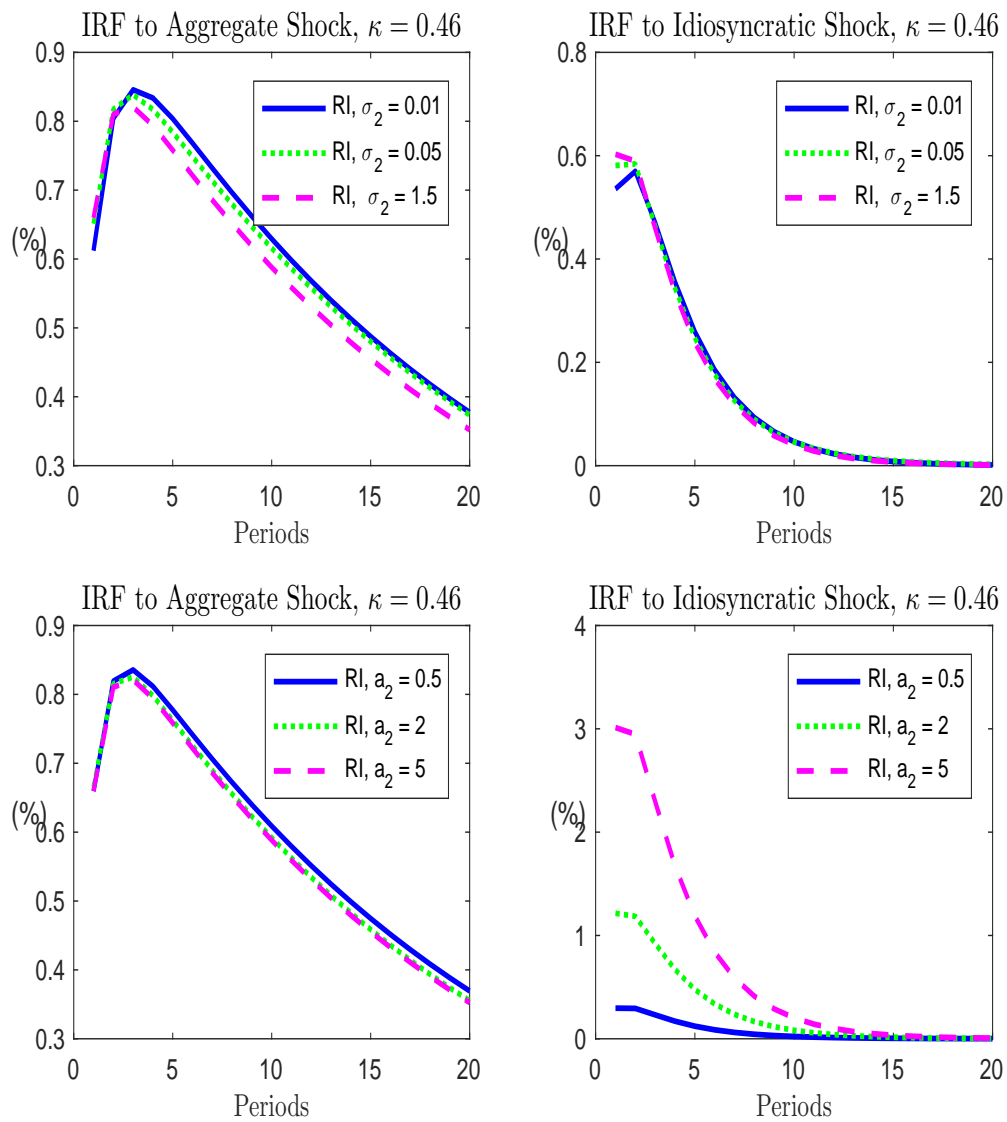 IRF to Aggregate Shock, κ = 0.46
0.9
0.8
0.7
(%)
0.6
0.5
0.4
0.3
0 5 10 15 20
Periods
RI, σ2 = 0.01
RI, σ2 = 0.05
RI, σ2 = 1.5
IRF to Idiosyncratic Shock, κ = 0.46
0.8
0.6
(%)
0.4
0.2
0
0 5 10 15 20
Periods
RI, σ2 = 0.01
RI, σ2 = 0.05
RI, σ2 = 1.5
IRF to Aggregate Shock, κ = 0.46
0.9
0.8
0.7
(%)
0.6
0.5
0.4
0.3
0 5 10 15 20
Periods
RI, a2 = 0.5
RI, a2 = 2
RI, a2 = 5
IRF to Idiosyncratic Shock, κ = 0.46
4
3
(%)
2
1
0
0 5 10 15 20
Periods
RI, a2 = 0.5
RI, a2 = 2
RI, a2 = 5